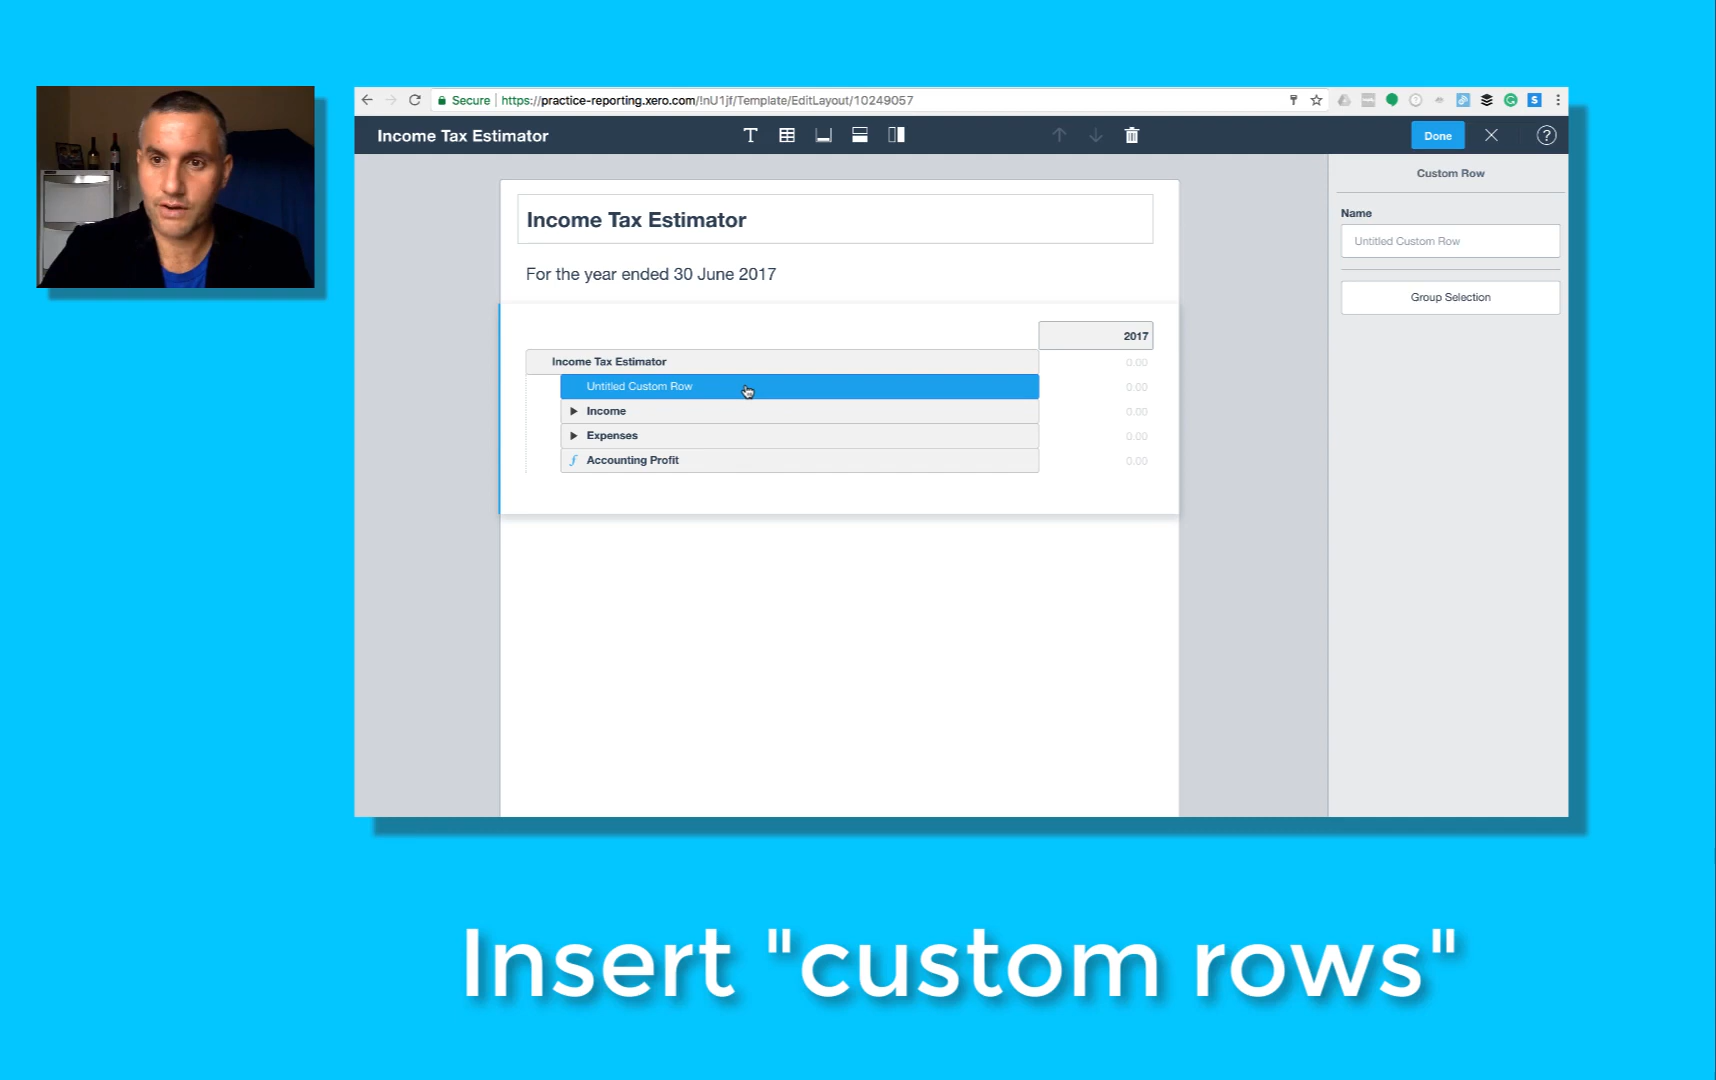 Secure | https://practice-reporting.xero.com/!nU1jf/Template/EditLayout/10249057
Income Tax Estimator
Done
Custom Row
Name
Untitled Custom Row
Group Selection
Income Tax Estimator
For the year ended 30 June 2017
2017
Income Tax Estimator 0.00
Untitled Custom Row 0.00
Income 0.00
Expenses 0.00
Accounting Profit 0.00
Insert "custom rows"